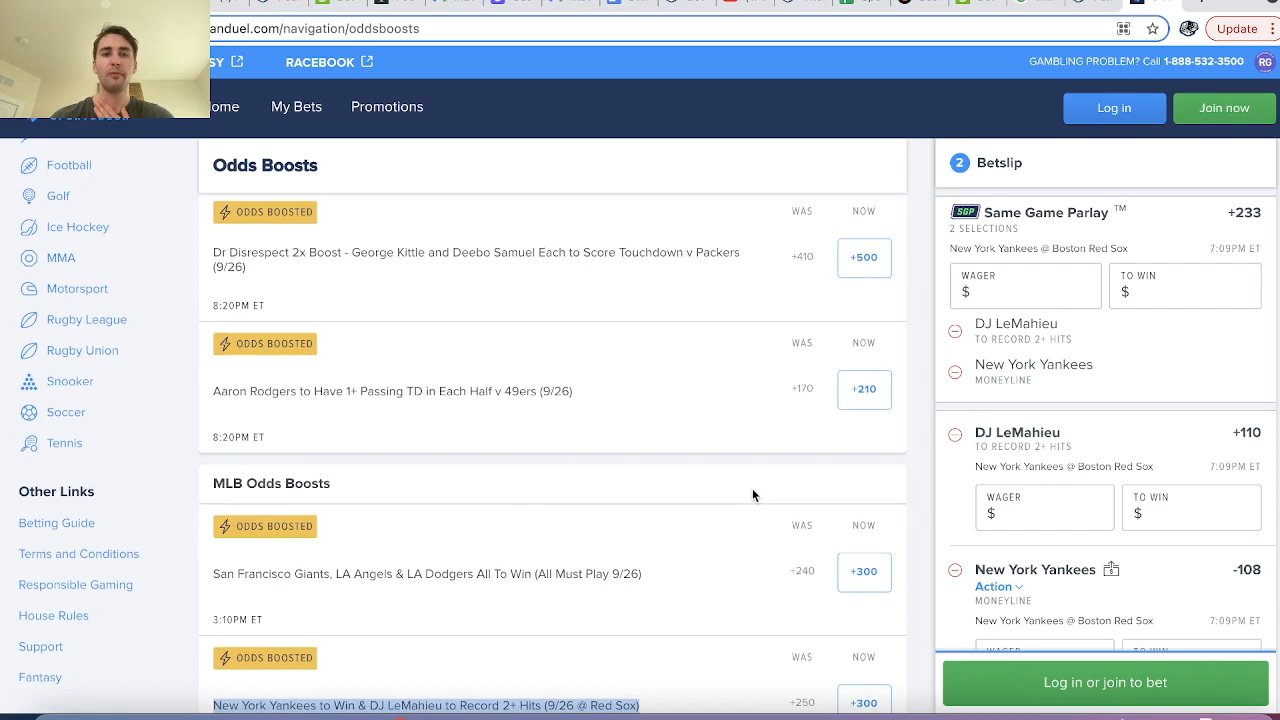 anduel.com/navigation/oddsboosts
Update
SY RACEBOOK
GAMBLING PROBLEM? Call 1-888-532-3500
RG
ome My Bets Promotions
Log in
Join now
Football
Golf
Ice Hockey
MMA
Motorsport
Rugby League
Rugby Union
Snooker
Soccer
Tennis
Other Links
Betting Guide
Terms and Conditions
Responsible Gaming
House Rules
Support
Fantasy
Odds Boosts
ODDS BOOSTED
WAS NOW
Dr Disrespect 2x Boost - George Kittle and Deebo Samuel Each to Score Touchdown v Packers
(9/26)
+410 +500
8:20PM ET
ODDS BOOSTED
WAS NOW
Aaron Rodgers to Have 1+ Passing TD in Each Half v 49ers (9/26)
+170 +210
8:20PM ET
MLB Odds Boosts
ODDS BOOSTED
WAS NOW
San Francisco Giants, LA Angels & LA Dodgers All To Win (All Must Play 9/26)
+240 +300
3:10PM ET
ODDS BOOSTED
WAS NOW
New York Yankees to Win & DJ LeMahieu to Record 2+ Hits (9/26 @ Red Sox)
+250 +300
2 Betslip
SGP Same Game Parlay ™ +233
2 SELECTIONS
New York Yankees @ Boston Red Sox 7:09PM ET
WAGER
$
TO WIN
$
DJ LeMahieu
TO RECORD 2+ HITS
New York Yankees
MONEYLINE
DJ LeMahieu +110
TO RECORD 2+ HITS
New York Yankees @ Boston Red Sox 7:09PM ET
WAGER
$
TO WIN
$
New York Yankees -108
Action
MONEYLINE
New York Yankees @ Boston Red Sox 7:09PM ET
WAGER TO WIN
Log in or join to bet